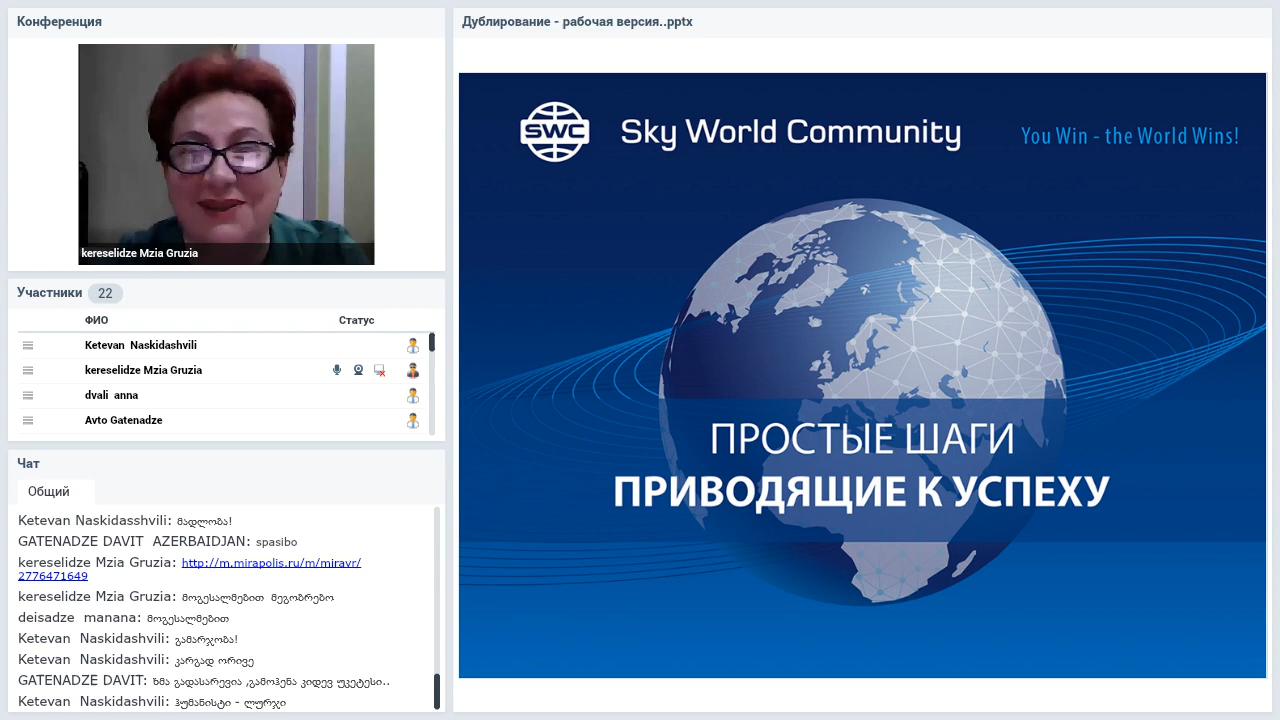 Конференция
kereselidze Mzia Gruzia
Участники 22
ФИО Статус
Ketevan Naskidashvili
kereselidze Mzia Gruzia
dvali anna
Avto Gatenadze
Чат
Общий
Ketevan Naskidasshvili: მადლობა!
GATENADZE DAVIT AZERBAIDJAN: spasibo
kereselidze Mzia Gruzia: http://m.mirapolis.ru/m/miravr/
2776471649
kereselidze Mzia Gruzia: მოგესალმებით მეგობრებო
deisadze manana: მოგესალმებით
Ketevan Naskidashvili: გამარჯობა!
Ketevan Naskidashvili: კარგად ორივე
GATENADZE DAVIT: ხმა გადასარევია ,გამოჰენა კიდევ უკეტესი..
Ketevan Naskidashvili: ჰუმანისტი - ლურჯი
Дублирование - рабочая версия..pptx
SWC Sky World Community
You Win - the World Wins!
ПРОСТЫЕ ШАГИ
ПРИВОДЯЩИЕ К УСПЕХУ